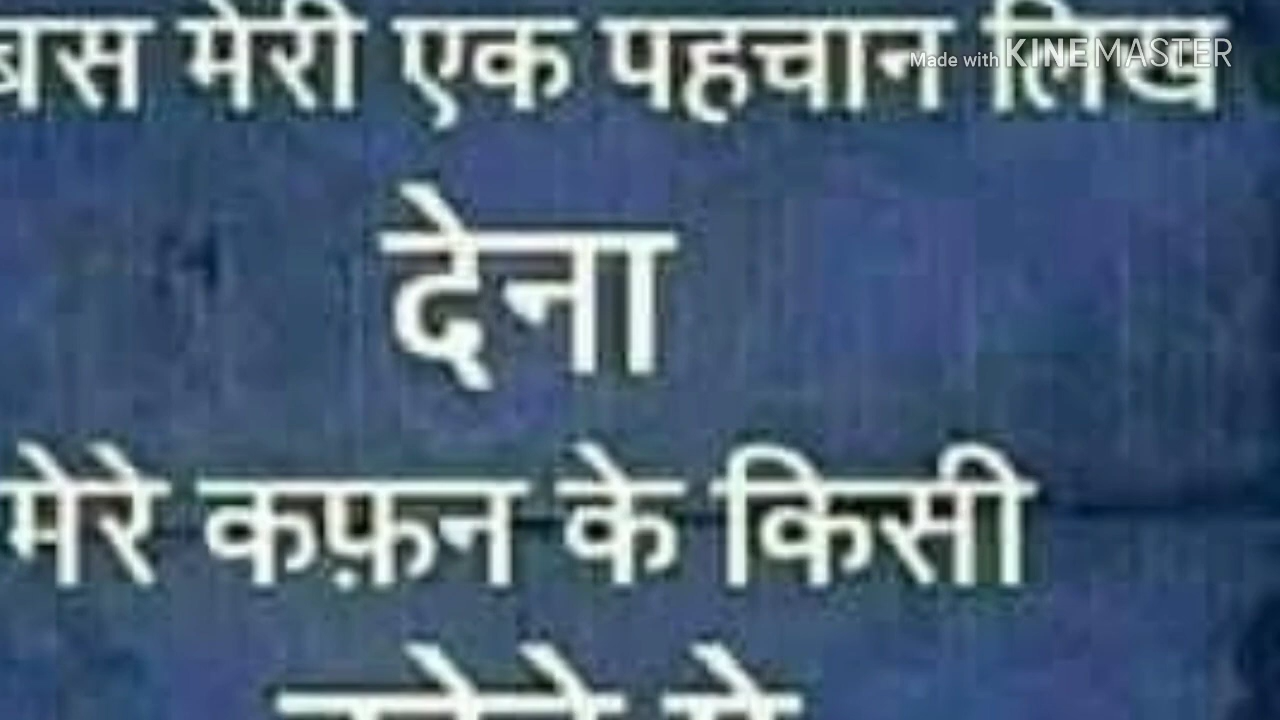 बस मेरी एक पहचान लिख
Made with KINEMASTER
देना
मेरे कफ़न के किसी